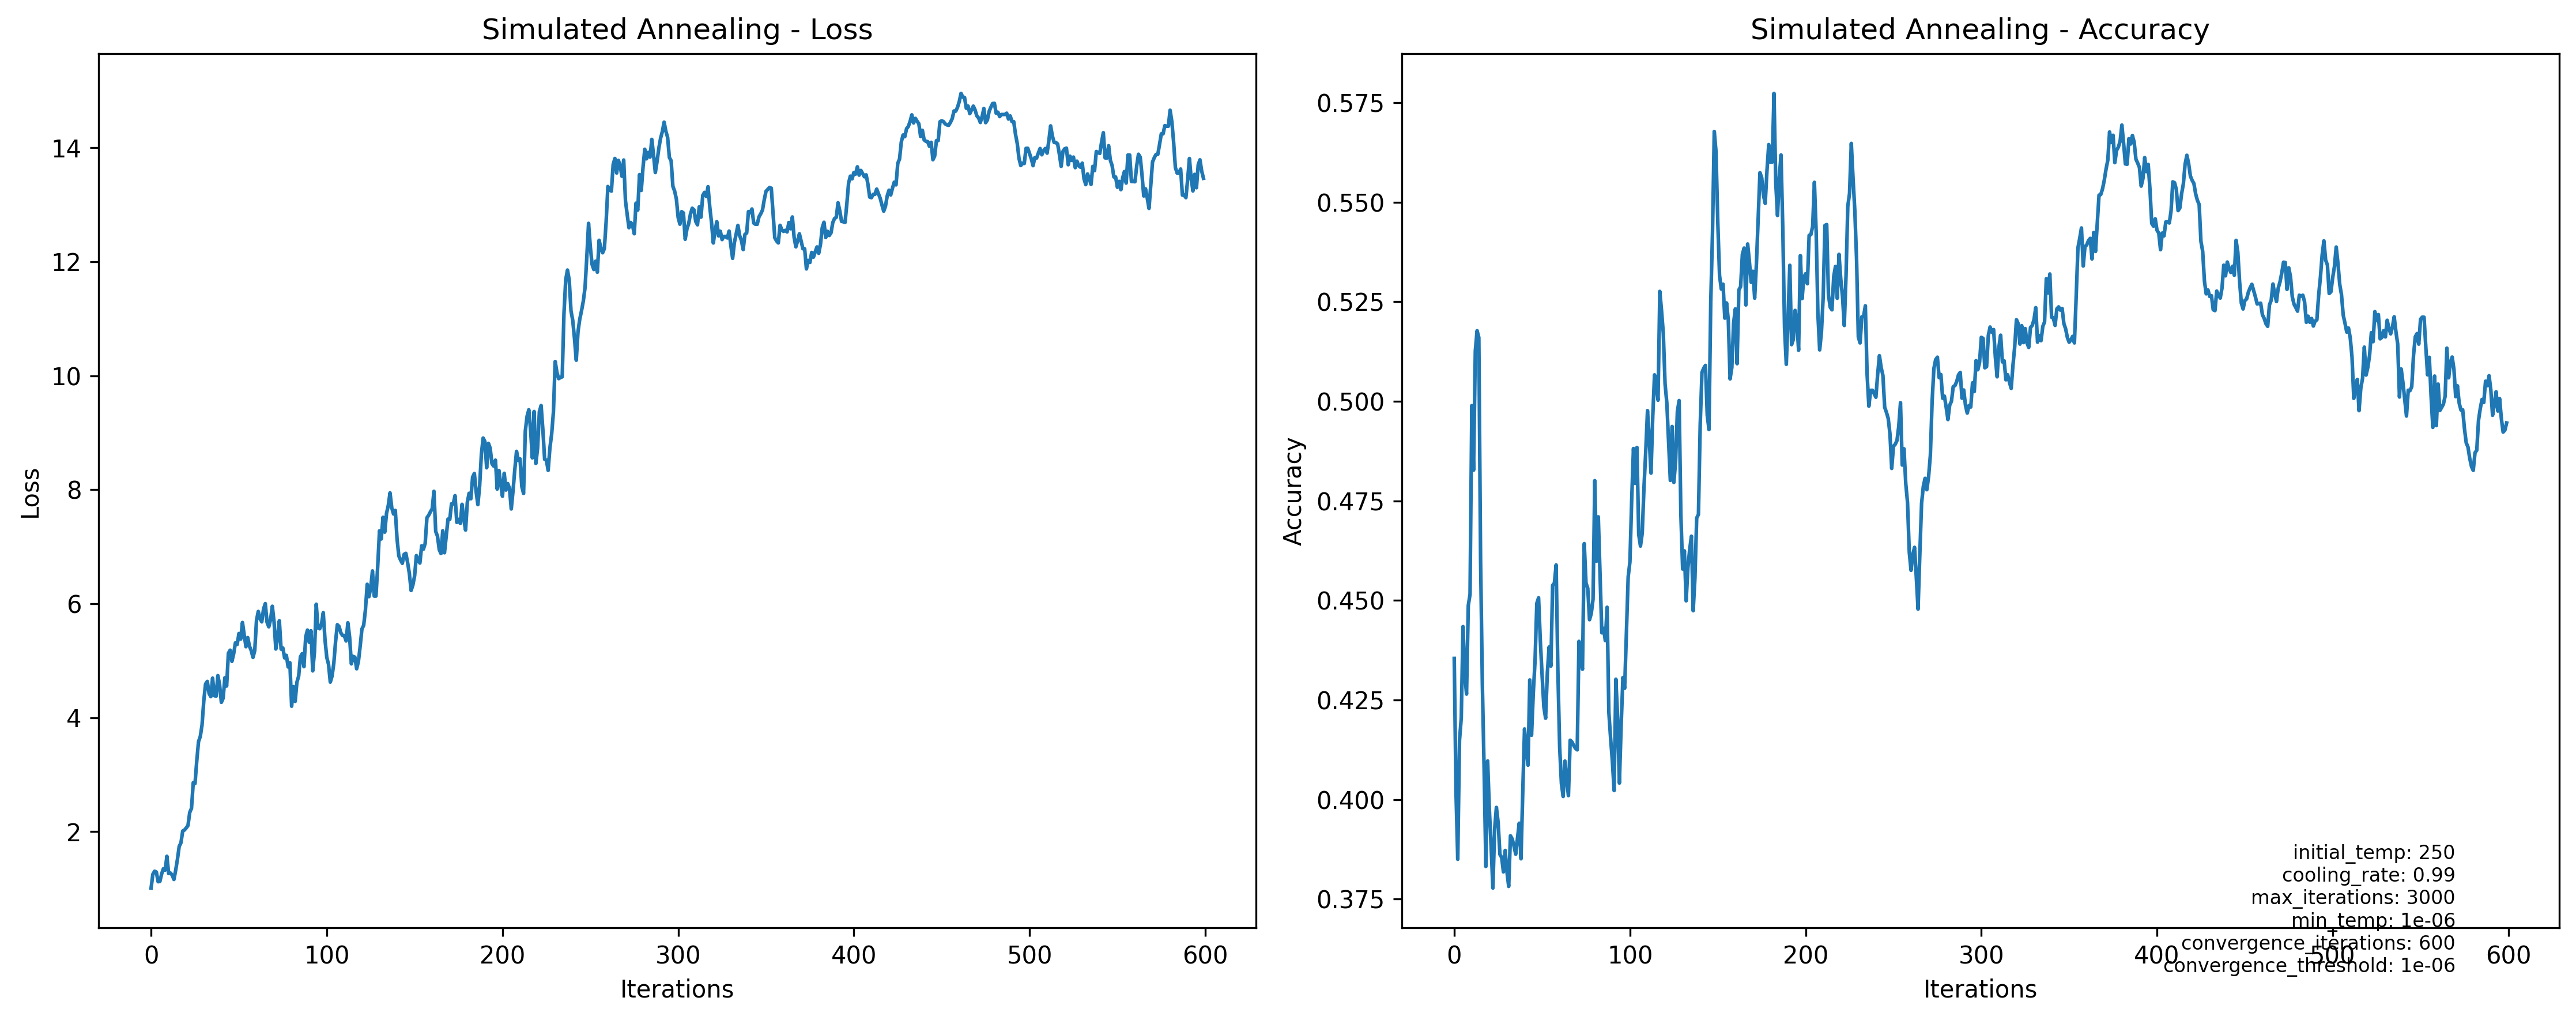 Simulated Annealing - Loss
Loss
14
12
10
8
6
4
2
0 100 200 300 400 500 600
Iterations
Simulated Annealing - Accuracy
Accuracy
0.575
0.550
0.525
0.500
0.475
0.450
0.425
0.400
0.375
0 100 200 300 400 500 600
Iterations
initial_temp: 250
cooling_rate: 0.99
max_iterations: 3000
min_temp: 1e-06
convergence_iterations: 600
convergence_threshold: 1e-06